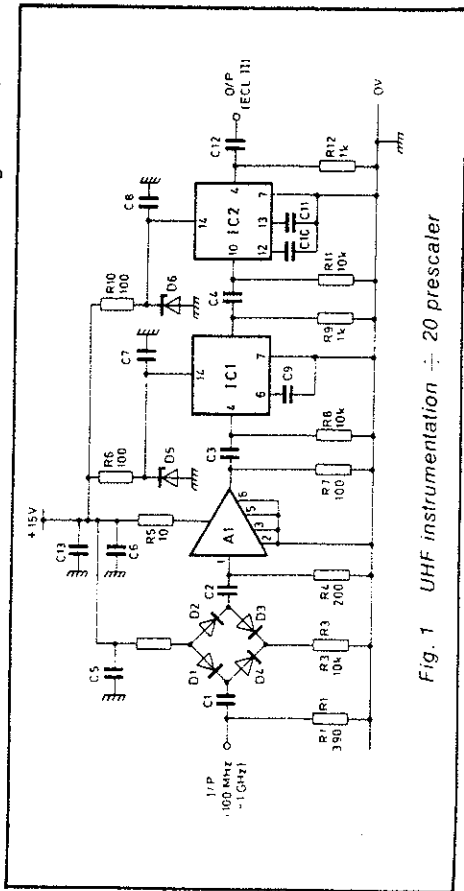 +15V
C5
C13
C6
R5
10
R6
100
C7
R10
100
C8
D5
D6
I/P
(100 MHz
-1 GHz)
C1
D1
D2
D3
D4
C2
1
A1
2
3
5
6
C3
4
IC1
14
6
7
C9
C4
10
IC2
14
4
12
13
7
C10
C11
C12
O/P
(ECL II)
R1
390
R3
R3
10k
R4
200
R7
100
R8
10k
R9
1k
R11
10k
R12
1k
0V
Fig. 1 UHF instrumentation ÷ 20 prescaler